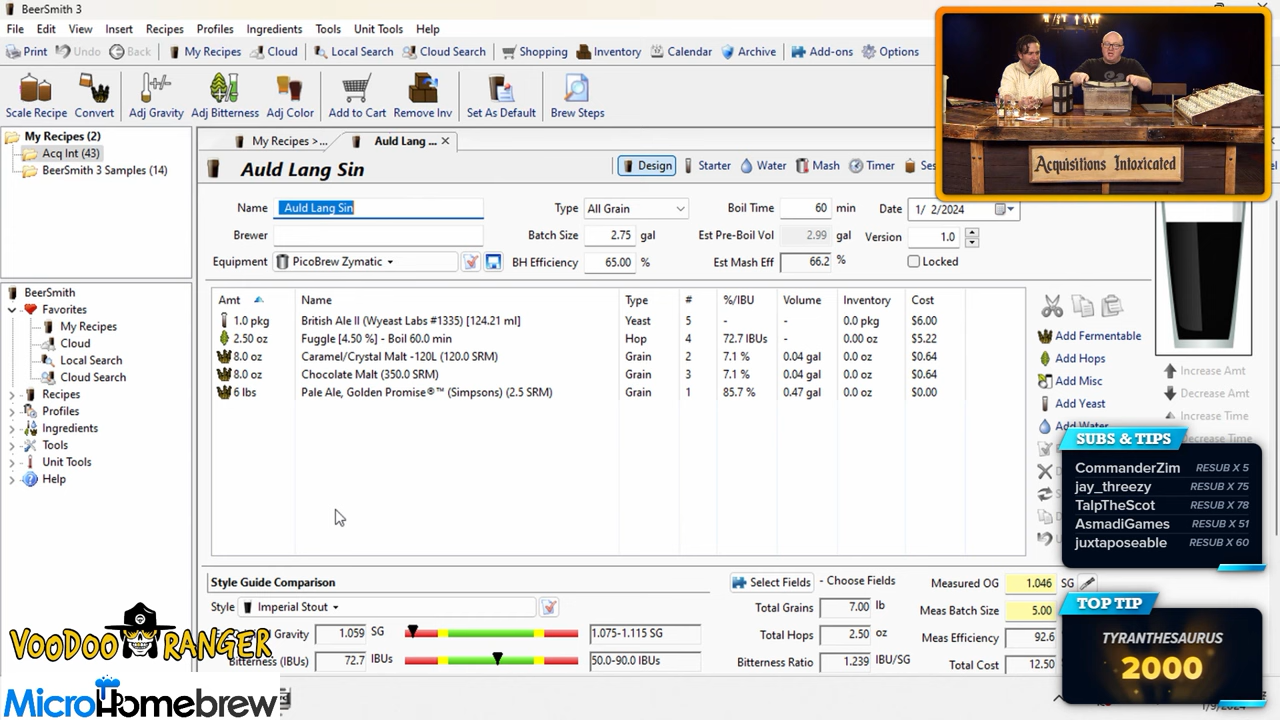 BeerSmith 3
File Edit View Insert Recipes Profiles Ingredients Tools Unit Tools Help
Print Undo Back My Recipes Cloud Local Search Cloud Search Shopping Inventory Calendar Archive Add-ons Options
Scale Recipe Convert Adj Gravity Adj Bitterness Adj Color Add to Cart Remove Inv Set As Default Brew Steps
Acquisitions Intoxicated
My Recipes (2)
Acq Int (43)
BeerSmith 3 Samples (14)
BeerSmith
Favorites
My Recipes
Cloud
Local Search
Cloud Search
Recipes
Profiles
Ingredients
Tools
Unit Tools
Help
My Recipes >... Auld Lang ...
Auld Lang Sin Design Starter Water Mash Timer Ses
Name Auld Lang Sin Type All Grain Boil Time 60 min Date 1/ 2/2024
Brewer Batch Size 2.75 gal Est Pre-Boil Vol 2.99 gal Version 1.0
Equipment PicoBrew Zymatic BH Efficiency 65.00 % Est Mash Eff 66.2 % Locked
Amt Name Type # %/IBU Volume Inventory Cost
1.0 pkg British Ale II (Wyeast Labs #1335) [124.21 ml] Yeast 5 - - 0.0 pkg $6.00
2.50 oz Fuggle [4.50 %] - Boil 60.0 min Hop 4 72.7 IBUs - 0.00 oz $5.22
8.0 oz Caramel/Crystal Malt -120L (120.0 SRM) Grain 2 7.1 % 0.04 gal 0.0 oz $0.64
8.0 oz Chocolate Malt (350.0 SRM) Grain 3 7.1 % 0.04 gal 0.0 oz $0.64
6 lbs Pale Ale, Golden Promise®™ (Simpsons) (2.5 SRM) Grain 1 85.7 % 0.47 gal 0.0 oz $0.00
Add Fermentable
Add Hops
Add Misc
Add Yeast
Add Water
Increase Amt
Decrease Amt
Increase Time
Decrease Time
SUBS & TIPS
CommanderZim RESUB X 5
jay_threezy RESUB X 75
TalpTheScot RESUB X 78
AsmadiGames RESUB X 51
juxtaposeable RESUB X 60
Style Guide Comparison Select Fields - Choose Fields Measured OG 1.046 SG
Style Imperial Stout Total Grains 7.00 lb Meas Batch Size 5.00
Gravity 1.059 SG 1.075-1.115 SG Total Hops 2.50 oz Meas Efficiency 92.6
Bitterness (IBUs) 72.7 IBUs 50.0-90.0 IBUs Bitterness Ratio 1.239 IBU/SG Total Cost 12.50
TOP TIP
TYRANTHESAURUS
2000
VOODOO RANGER
MicroHomebrew
1/9/2024